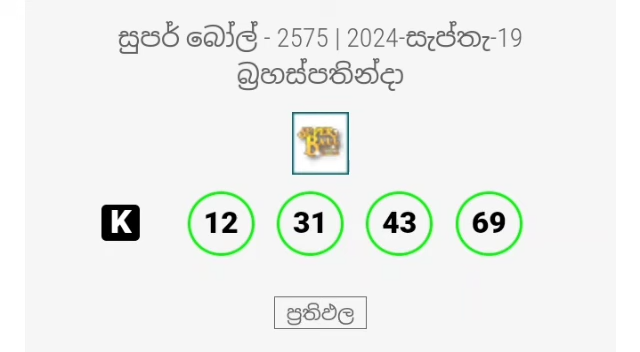 සුපර් බෝල් - 2575 | 2024-සැප්තැ-19
බ්‍රහස්පතින්දා
K 12 31 43 69
ප්‍රතිඵල